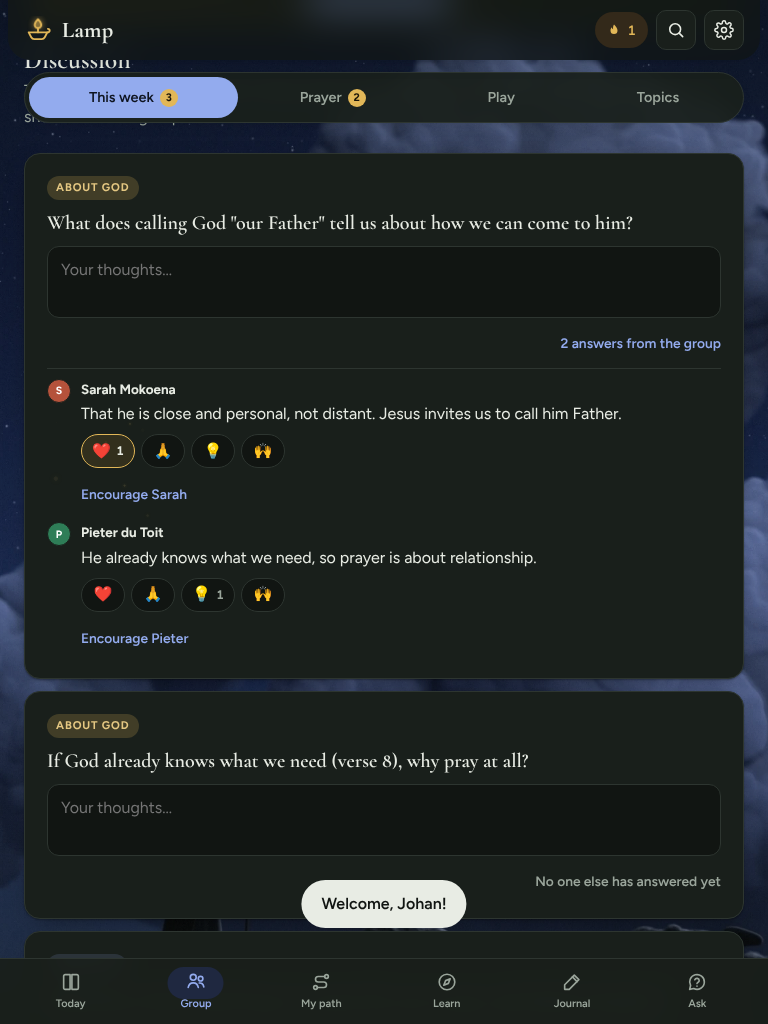 Lamp
1
Discussion
This week 3
Prayer 2
Play
Topics
ABOUT GOD
What does calling God "our Father" tell us about how we can come to him?
Your thoughts...
2 answers from the group
S
Sarah Mokoena
That he is close and personal, not distant. Jesus invites us to call him Father.
❤️ 1 🙏 💡 🙌
Encourage Sarah
P
Pieter du Toit
He already knows what we need, so prayer is about relationship.
❤️ 🙏 💡 1 🙌
Encourage Pieter
ABOUT GOD
If God already knows what we need (verse 8), why pray at all?
Your thoughts...
No one else has answered yet
Welcome, Johan!
Today
Group
My path
Learn
Journal
Ask